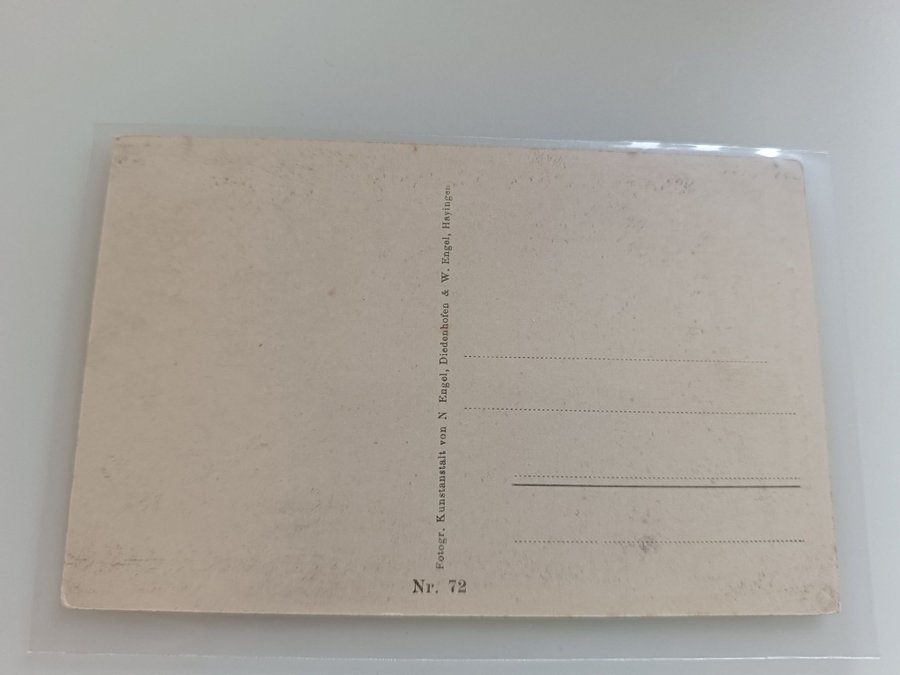 Fotogr. Kunstanstalt von N Engel, Diedenhofen & W. Engel, Hayingen
Nr. 72